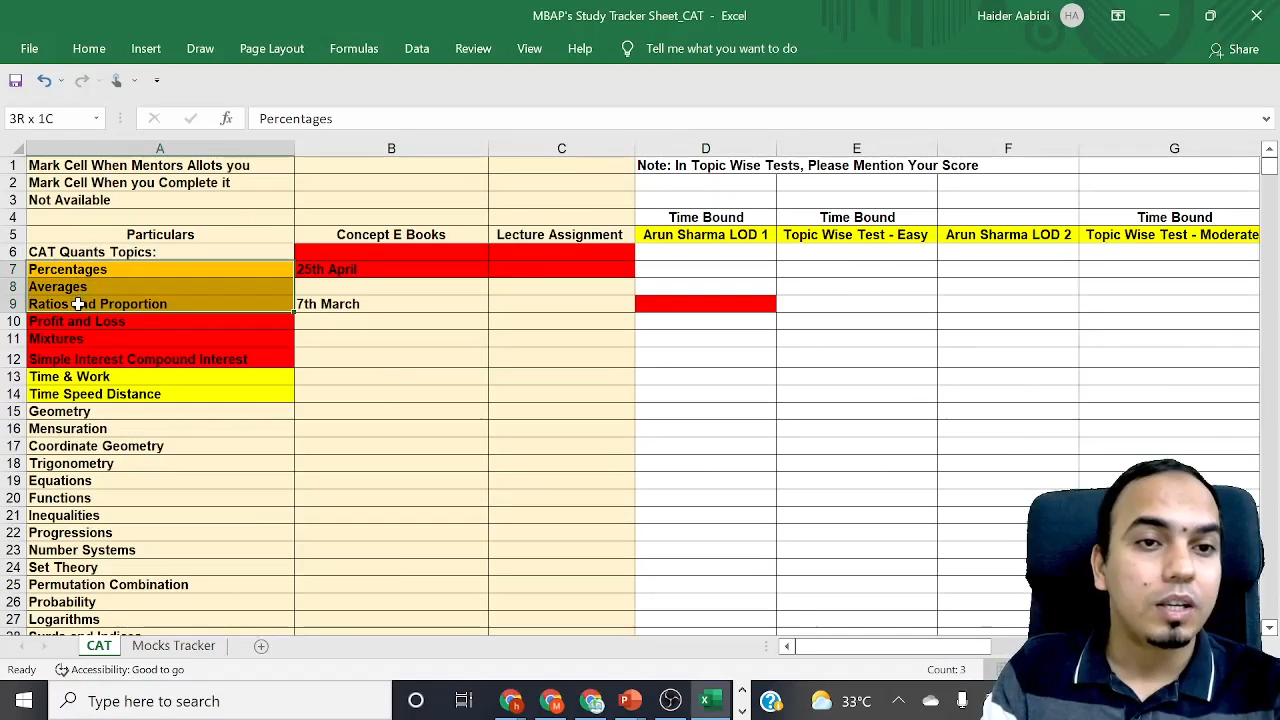 MBAP's Study Tracker Sheet_CAT - Excel
Haider Aabidi HA
File Home Insert Draw Page Layout Formulas Data Review View Help Tell me what you want to do Share
3R x 1C fx Percentages
A B C D E F G
1 Mark Cell When Mentors Allots you Note: In Topic Wise Tests, Please Mention Your Score
2 Mark Cell When you Complete it
3 Not Available
4 Time Bound Time Bound Time Bound
5 Particulars Concept E Books Lecture Assignment Arun Sharma LOD 1 Topic Wise Test - Easy Arun Sharma LOD 2 Topic Wise Test - Moderate
6 CAT Quants Topics:
7 Percentages 25th April
8 Averages
9 Ratios and Proportion 7th March
10 Profit and Loss
11 Mixtures
12 Simple Interest Compound Interest
13 Time & Work
14 Time Speed Distance
15 Geometry
16 Mensuration
17 Coordinate Geometry
18 Trigonometry
19 Equations
20 Functions
21 Inequalities
22 Progressions
23 Number Systems
24 Set Theory
25 Permutation Combination
26 Probability
27 Logarithms
28 Surds and Indices
CAT Mocks Tracker
Ready Accessibility: Good to go Count: 3
Type here to search 33°C